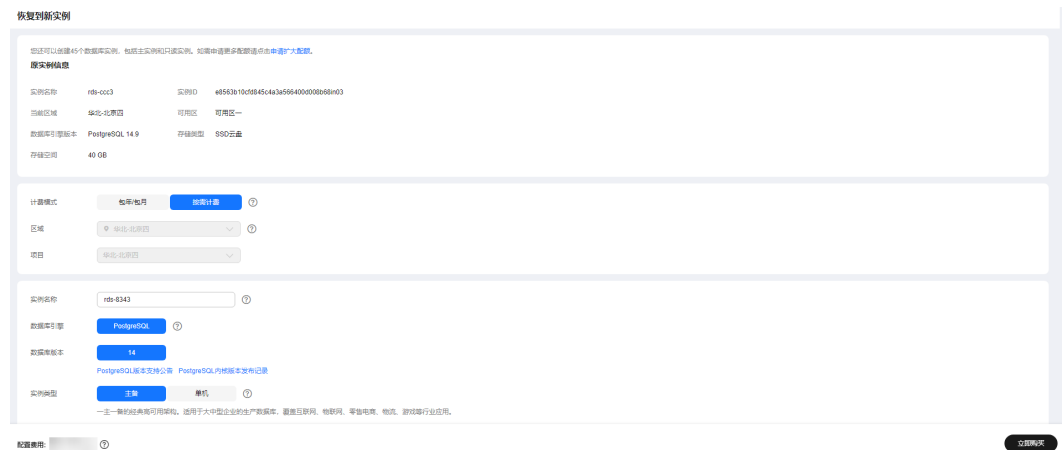 恢复到新实例
您还可以创建45个数据库实例，包括主实例和只读实例。如需申请更多配额请点击申请扩大配额。
原实例信息
实例名称 rds-ccc3 实例ID e8563b10cfd845c4a3a566400d008b68in03
当前区域 华北-北京四 可用区 可用区一
数据库引擎版本 PostgreSQL 14.9 存储类型 SSD云盘
存储空间 40 GB
计费模式 包年/包月 按需计费
区域 华北-北京四
项目 华北-北京四
实例名称 rds-8343
数据库引擎 PostgreSQL
数据库版本 14
PostgreSQL版本支持公告 PostgreSQL内核版本发布记录
实例类型 主备 单机
一主一备的经典高可用架构。适用于大中型企业的生产数据库，覆盖互联网、物联网、零售电商、物流、游戏等行业应用。
配置费用: 立即购买